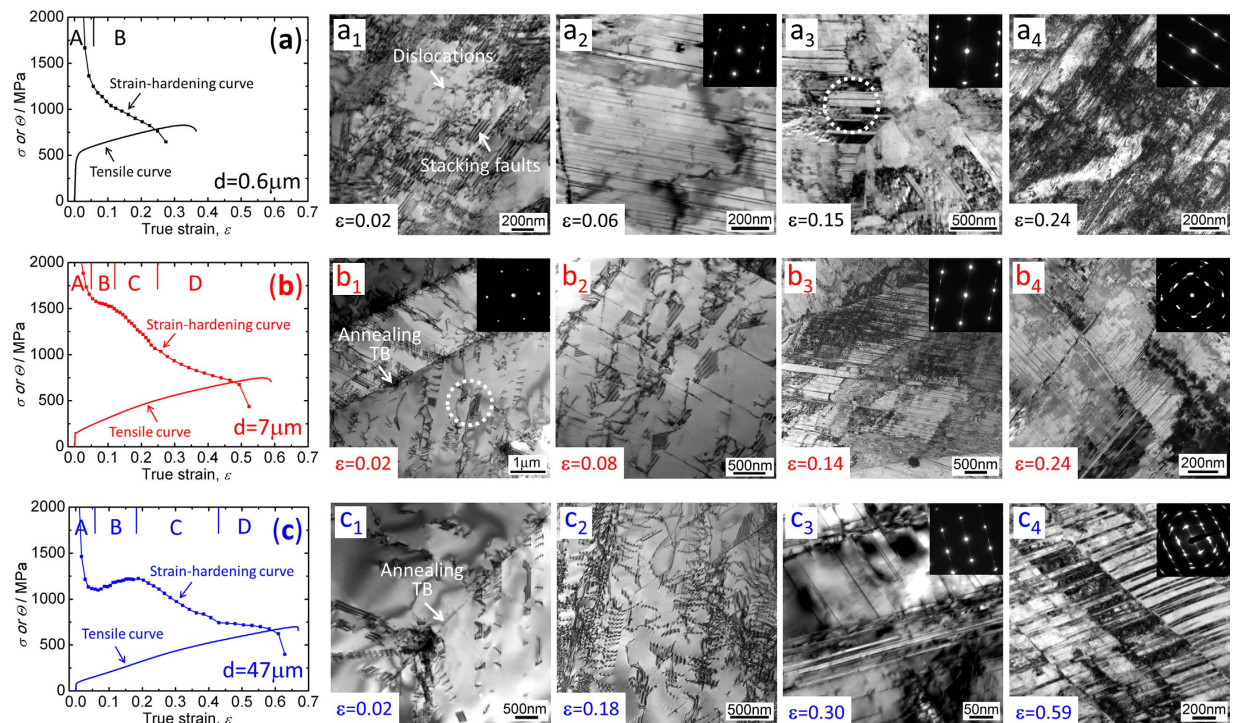 2000
A
B
(a)
1500
Strain-hardening curve
1000
σ or Θ / MPa
500
Tensile curve
d=0.6μm
0
0.0 0.1 0.2 0.3 0.4 0.5 0.6 0.7
True strain, ε
a1
Dislocations
Stacking faults
ε=0.02
200nm
a2
ε=0.06
200nm
a3
ε=0.15
500nm
a4
ε=0.24
200nm
2000
A
B
C
D
(b)
1500
Strain-hardening curve
1000
σ or Θ / MPa
500
Tensile curve
d=7μm
0
0.0 0.1 0.2 0.3 0.4 0.5 0.6 0.7
True strain, ε
b1
Annealing
TB
ε=0.02
1μm
b2
ε=0.08
500nm
b3
ε=0.14
500nm
b4
ε=0.24
200nm
2000
A
B
C
D
(c)
1500
Strain-hardening curve
1000
σ or Θ / MPa
500
Tensile curve
d=47μm
0
0.0 0.1 0.2 0.3 0.4 0.5 0.6 0.7
True strain, ε
c1
Annealing
TB
ε=0.02
500nm
c2
ε=0.18
500nm
c3
ε=0.30
50nm
c4
ε=0.59
200nm